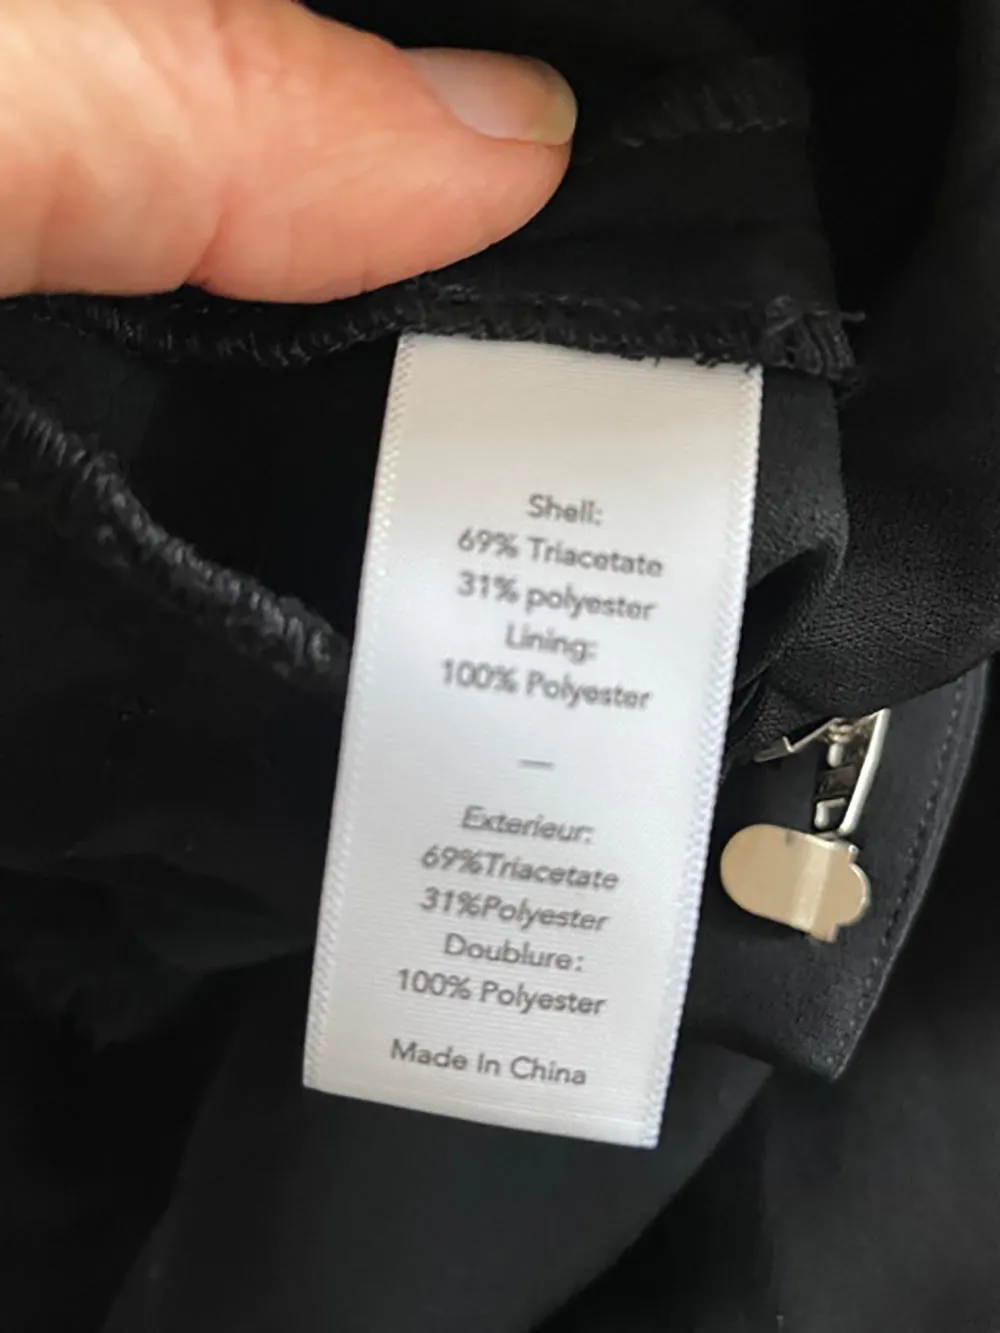 Shell:
69% Triacetate
31% polyester
Lining:
100% Polyester
—
Exterieur:
69%Triacetate
31%Polyester
Doublure:
100% Polyester
Made In China